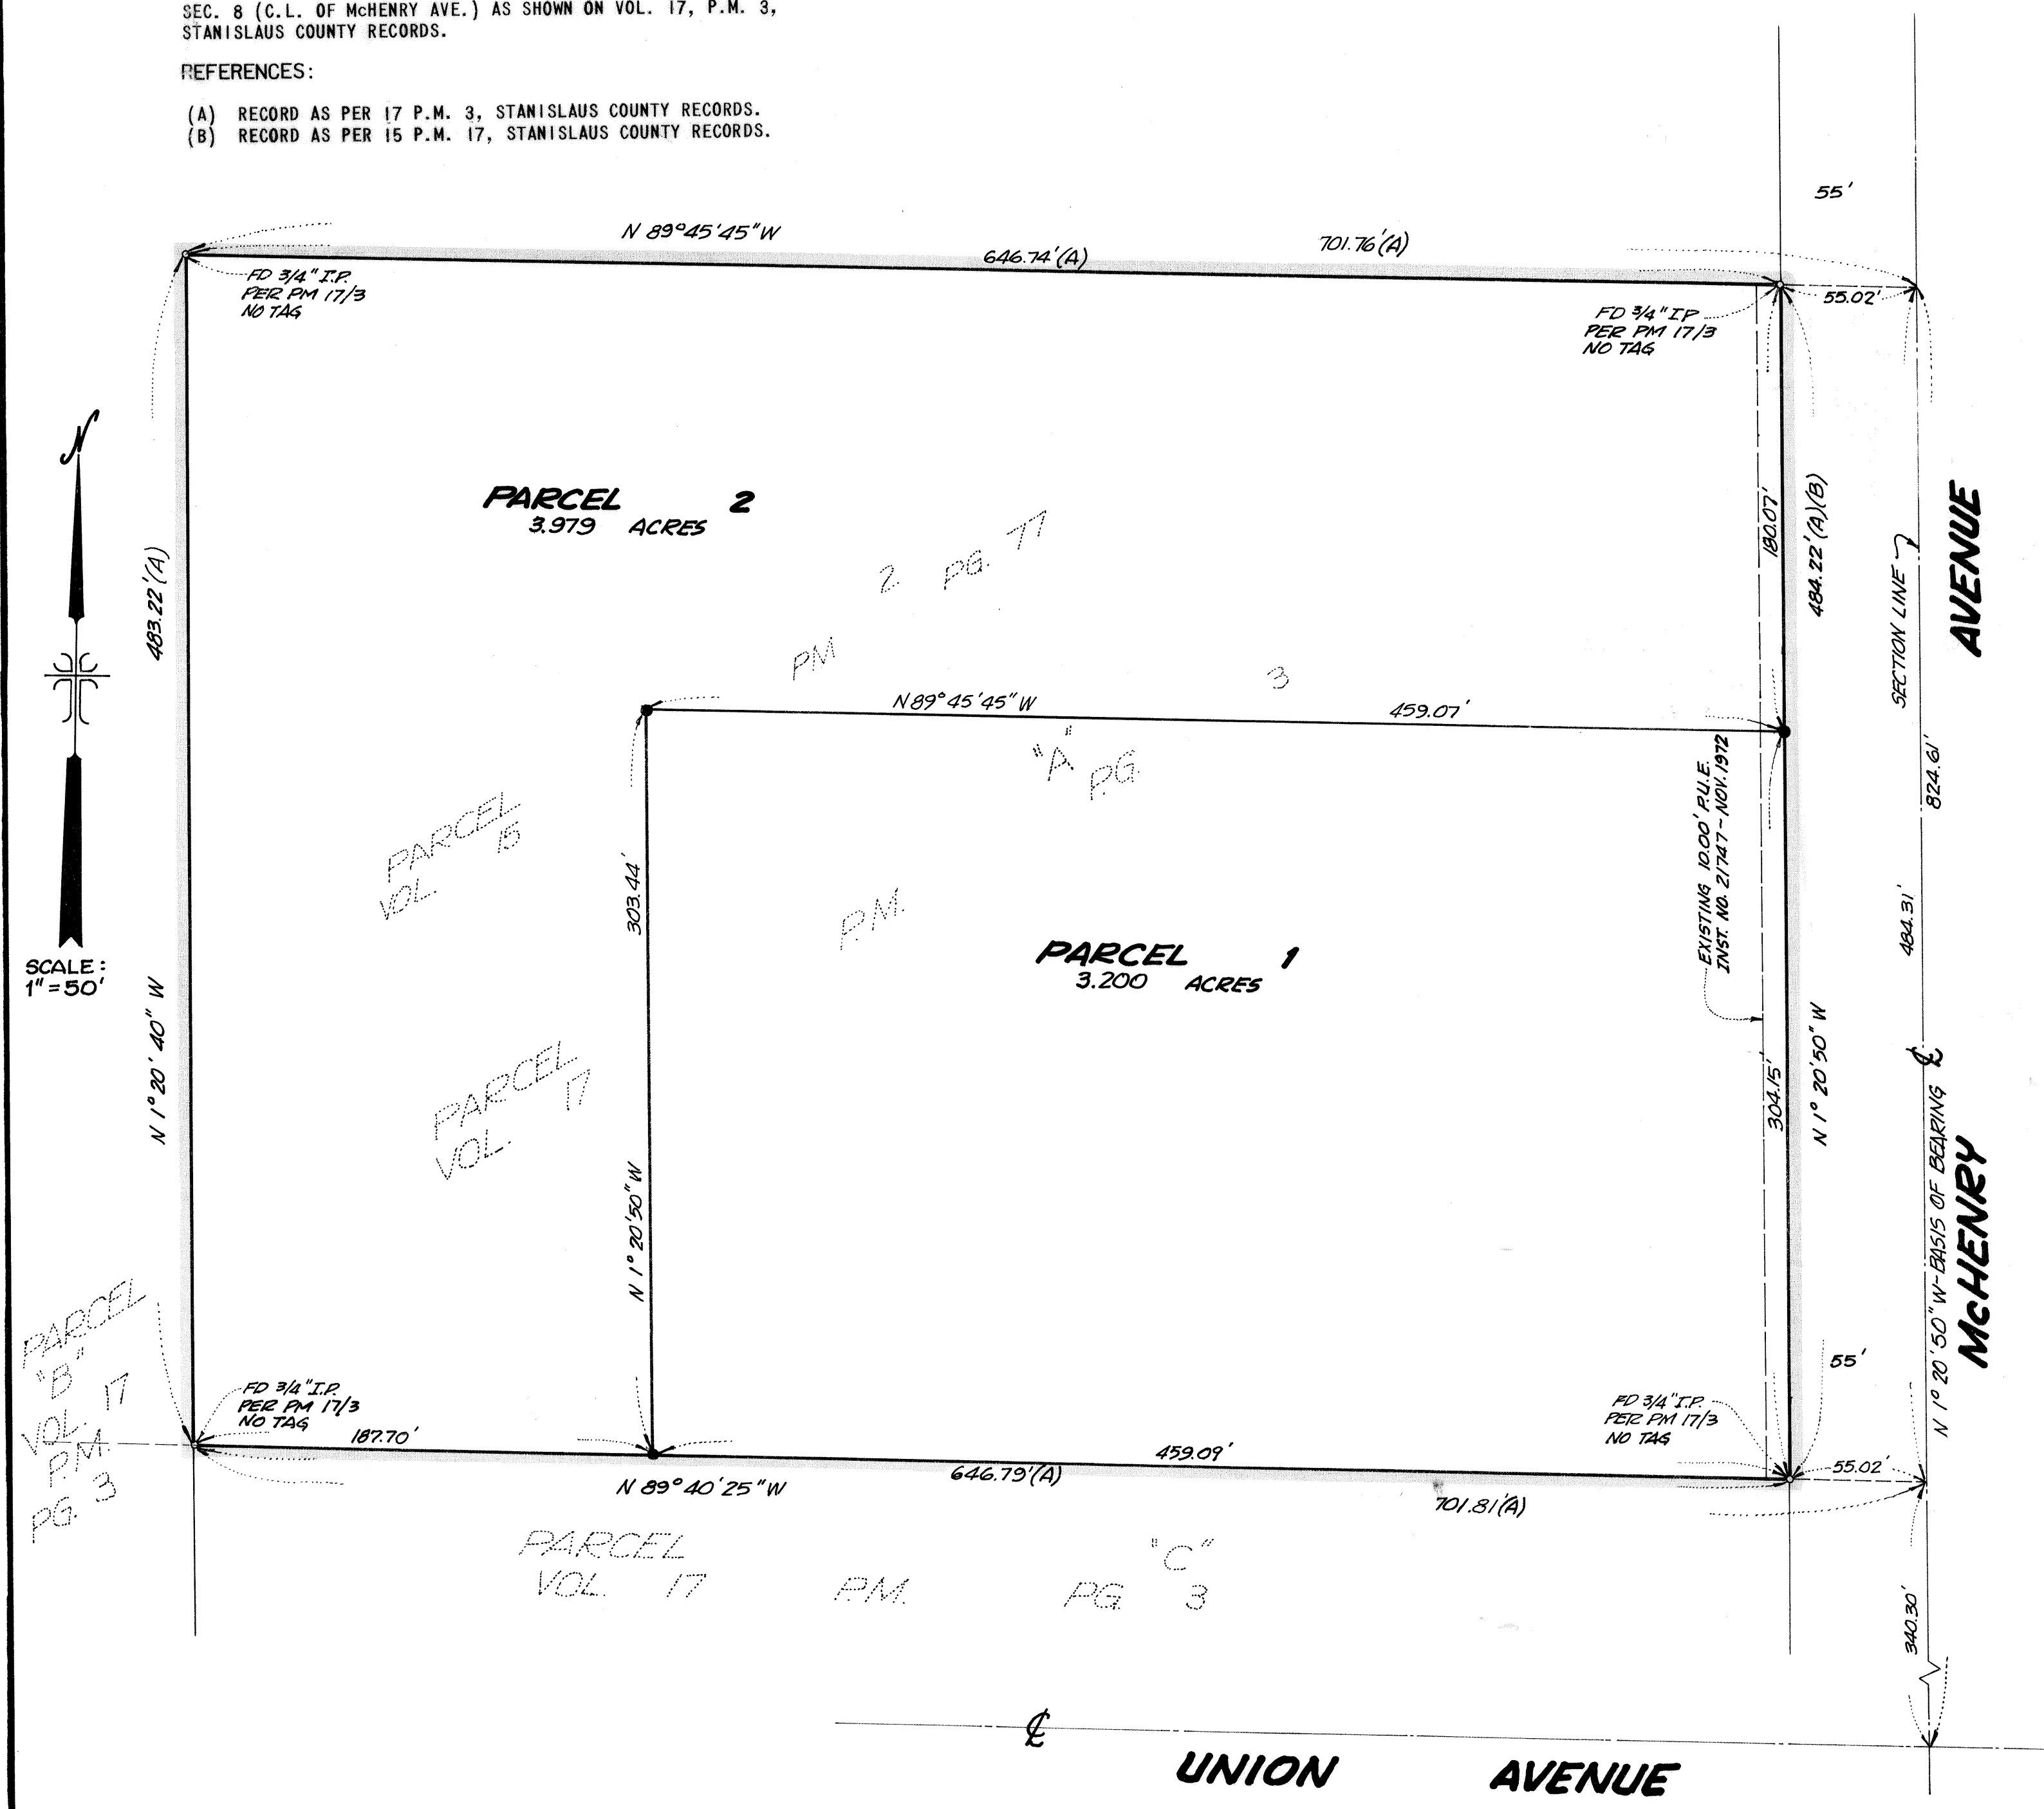 SEC. 8 (C.L. OF McHENRY AVE.) AS SHOWN ON VOL. 17, P.M. 3,
STANISLAUS COUNTY RECORDS.
REFERENCES:
(A) RECORD AS PER 17 P.M. 3, STANISLAUS COUNTY RECORDS.
(B) RECORD AS PER 15 P.M. 17, STANISLAUS COUNTY RECORDS.
55'
N 89°45'45"W
646.74'(A)
701.76'(A)
55.02'
FD 3/4" I.P.
PER PM 17/3
NO TAG
FD 3/4" IP
PER PM 17/3
NO TAG
N
SCALE:
1"=50'
483.22'(A)
N 1° 20' 40" W
PARCEL 2
3.979 ACRES
PM 2 PG. 77
180.07'
484.22'(A)(B)
SECTION LINE
AVENUE
N 89° 45' 45" W
459.07'
PARCEL "A"
VOL. 15 P.M. PG. 3
EXISTING 10.00' P.U.E.
INST. NO. 21747 - NOV. 1972
824.61'
484.31'
303.44'
N 1° 20' 50" W
PARCEL 1
3.200 ACRES
PARCEL 17
VOL.
304.15'
N 1° 20' 50" W
℄
N 1° 20' 50" W-BASIS OF BEARING
McHENRY
PARCEL
"B"
VOL. 17
P.M.
PG. 3
FD 3/4" I.P.
PER PM 17/3
NO TAG
187.70'
N 89° 40' 25" W
459.09'
646.79'(A)
701.81'(A)
FD 3/4" I.P.
PER PM 17/3
NO TAG
55'
55.02'
PARCEL "C"
VOL. 17 P.M. PG. 3
340.30'
℄
UNION AVENUE